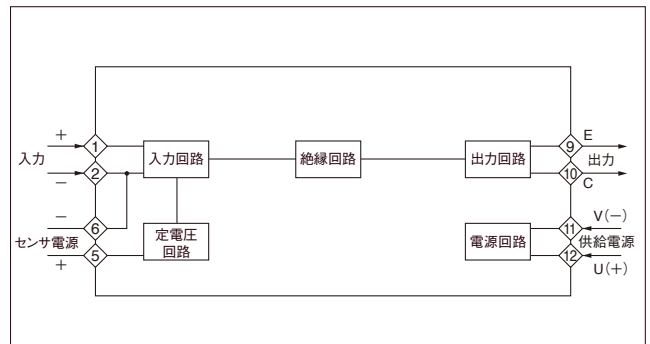 ＋
1
入力
入力回路
絶縁回路
出力回路
9
E
出力
2
－
10
C
－
6
センサ電源
5
＋
定電圧
回路
電源回路
11
V(－)
供給電源
12
U(＋)